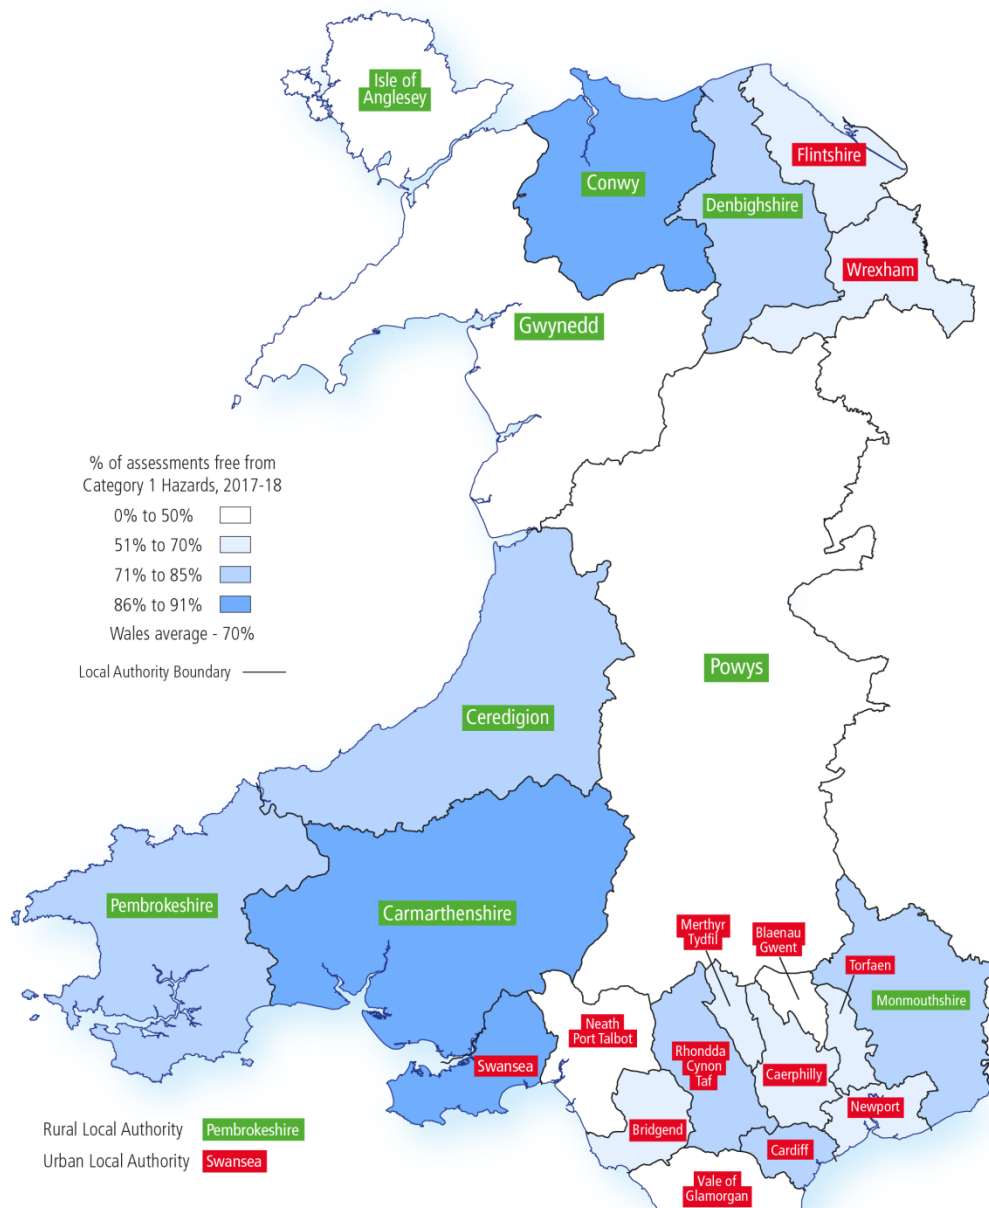 Isle of
Anglesey
Flintshire
Conwy
Denbighshire
Wrexham
Gwynedd
% of assessments free from
Category 1 Hazards, 2017-18
0% to 50%
51% to 70%
71% to 85%
86% to 91%
Wales average - 70%
Local Authority Boundary
Powys
Ceredigion
Pembrokeshire
Carmarthenshire
Merthyr
Tydfil
Blaenau
Gwent
Torfaen
Monmouthshire
Neath
Port Talbot
Rhondda
Cynon
Taf
Swansea
Caerphilly
Newport
Bridgend
Cardiff
Vale of
Glamorgan
Rural Local Authority Pembrokeshire
Urban Local Authority Swansea